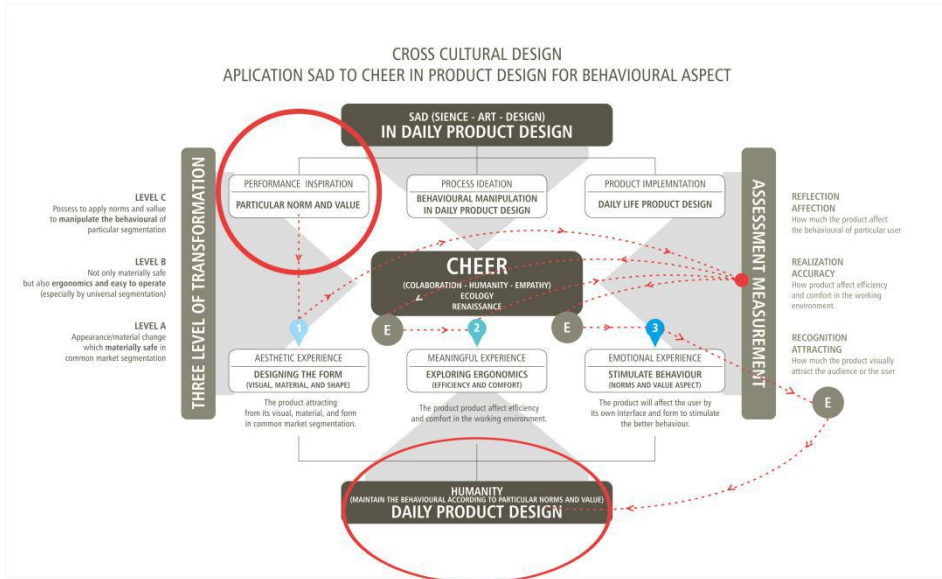 CROSS CULTURAL DESIGN
APLICATION SAD TO CHEER IN PRODUCT DESIGN FOR BEHAVIOURAL ASPECT
SAD (SIENCE - ART - DESIGN)
IN DAILY PRODUCT DESIGN
THREE LEVEL OF TRANSFORMATION
LEVEL C
Possess to apply norms and vallue
to manipulate the behavioural of
particular segmentation
LEVEL B
Not only materially safe
but also ergonomics and easy to operate
(especially by universal segmentation)
LEVEL A
Appearance/material change
which materially safe in
common market segmentation
PERFORMANCE INSPIRATION
PARTICULAR NORM AND VALUE
PROCESS IDEATION
BEHAVIOURAL MANIPULATION
IN DAILY PRODUCT DESIGN
PRODUCT IMPLEMNTATION
DAILY LIFE PRODUCT DESIGN
CHEER
(COLABORATION - HUMANITY - EMPATHY)
ECOLOGY
RENAISSANCE
1
E
2
E
3
AESTHETIC EXPERIENCE
DESIGNING THE FORM
(VISUAL, MATERIAL, AND SHAPE)
The product attracting
from its visual, material, and form
in common market segmentation.
MEANINGFUL EXPERIENCE
EXPLORING ERGONOMICS
(EFFICIENCY AND COMFORT)
The product product affect efficiency
and comfort in the working environment.
EMOTIONAL EXPERIENCE
STIMULATE BEHAVIOUR
(NORMS AND VALUE ASPECT)
The product will affect the user by
its own interface and form to stimulate
the better behaviour.
ASSESSMENT MEASUREMENT
REFLECTION
AFFECTION
How much the product affect
the behavioural of particular user
REALIZATION
ACCURACY
How product affect efficiency
and comfort in the working
environment.
RECOGNITION
ATTRACTING
How much the product visually
attract the audience or the user
E
HUMANITY
(MAINTAIN THE BEHAVIOURAL ACCORDING TO PARTICULAR NORMS AND VALUE)
DAILY PRODUCT DESIGN